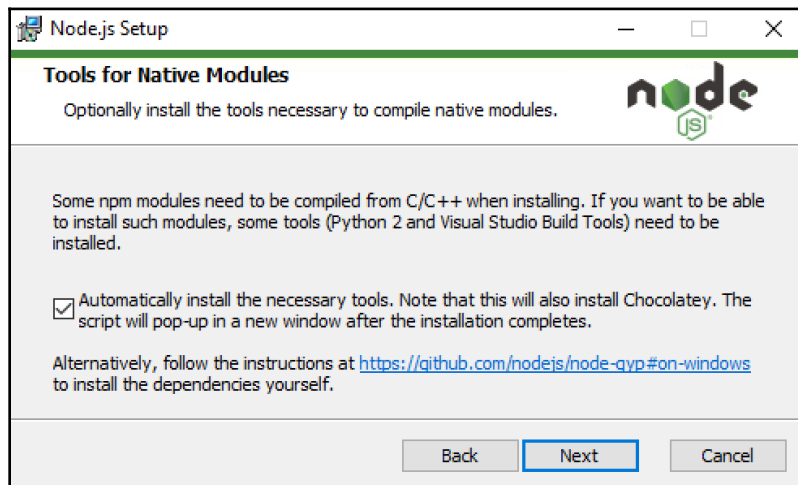 Node.js Setup
Tools for Native Modules
Optionally install the tools necessary to compile native modules.
node
JS
Some npm modules need to be compiled from C/C++ when installing. If you want to be able
to install such modules, some tools (Python 2 and Visual Studio Build Tools) need to be
installed.
Automatically install the necessary tools. Note that this will also install Chocolatey. The
script will pop-up in a new window after the installation completes.
Alternatively, follow the instructions at https://github.com/nodejs/node-gyp#on-windows
to install the dependencies yourself.
Back Next Cancel